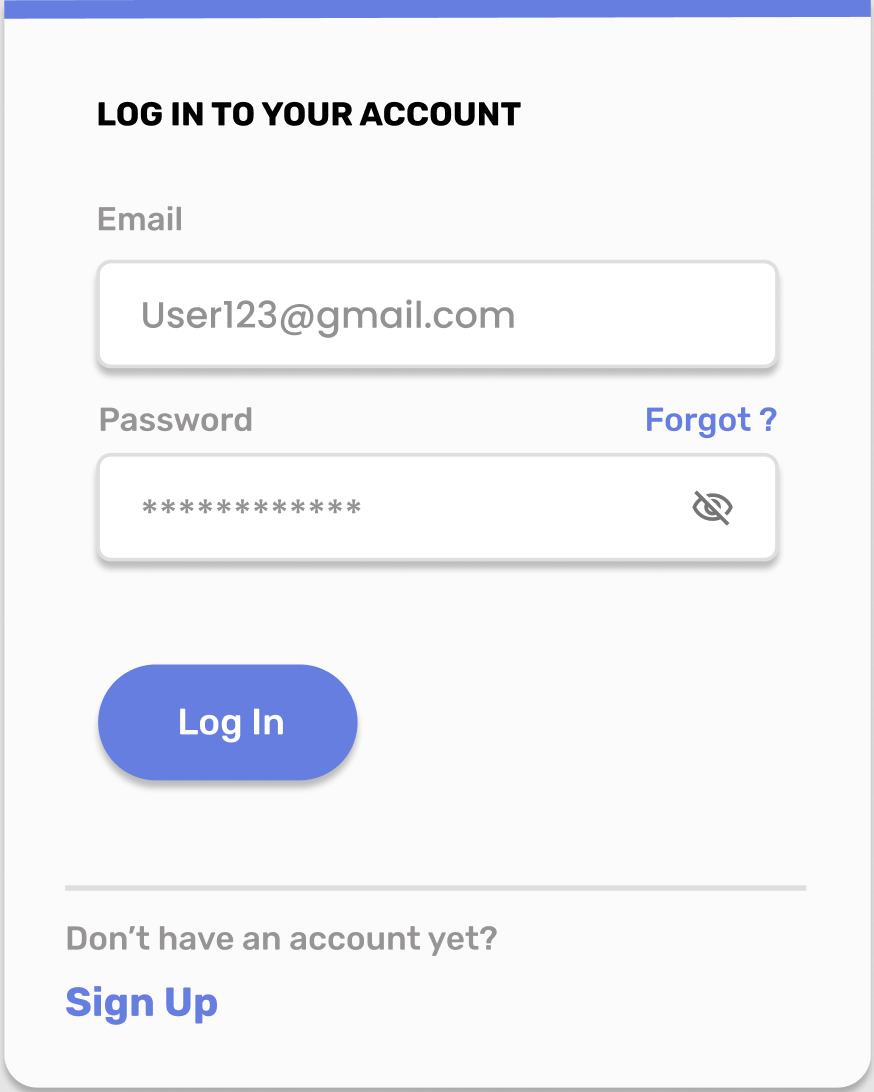 LOG IN TO YOUR ACCOUNT
Email
User123@gmail.com
Password Forgot ?
************
Log In
Don’t have an account yet?
Sign Up